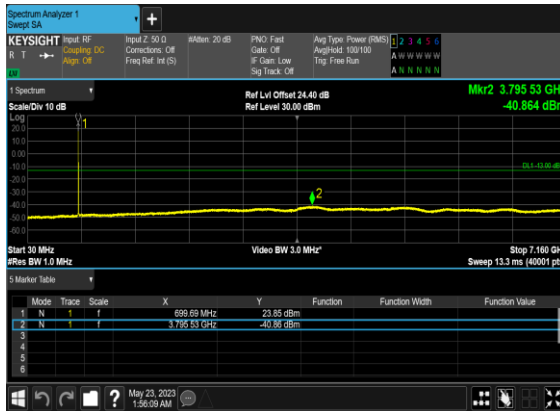 Spectrum Analyzer 1
Swept SA
+
KEYSIGHT
R T
LXI
Input: RF
Coupling: DC
Align: Off
Input Z: 50 Ω
Corrections: Off
Freq Ref: Int (S)
#Atten: 20 dB
PNO: Fast
Gate: Off
IF Gain: Low
Sig Track: Off
Avg Type: Power (RMS)
Avg|Hold: 100/100
Trig: Free Run
1 2 3 4 5 6
A W W W W W
A N N N N N
1 Spectrum
Scale/Div 10 dB
Ref Lvl Offset 24.40 dB
Ref Level 30.00 dBm
Mkr2 3.795 53 GHz
-40.864 dBm
Log
20.0
10.0
0.00
-10.0
-20.0
-30.0
-40.0
-50.0
-60.0
1
2
DL1 -13.00 dBm
Start 30 MHz
#Res BW 1.0 MHz
Video BW 3.0 MHz*
Stop 7.160 GHz
Sweep 13.3 ms (40001 pts)
5 Marker Table
Mode Trace Scale X Y Function Function Width Function Value
1 N 1 f 699.69 MHz 23.85 dBm
2 N 1 f 3.795 53 GHz -40.86 dBm
3
4
5
6
?
May 23, 2023
1:56:09 AM